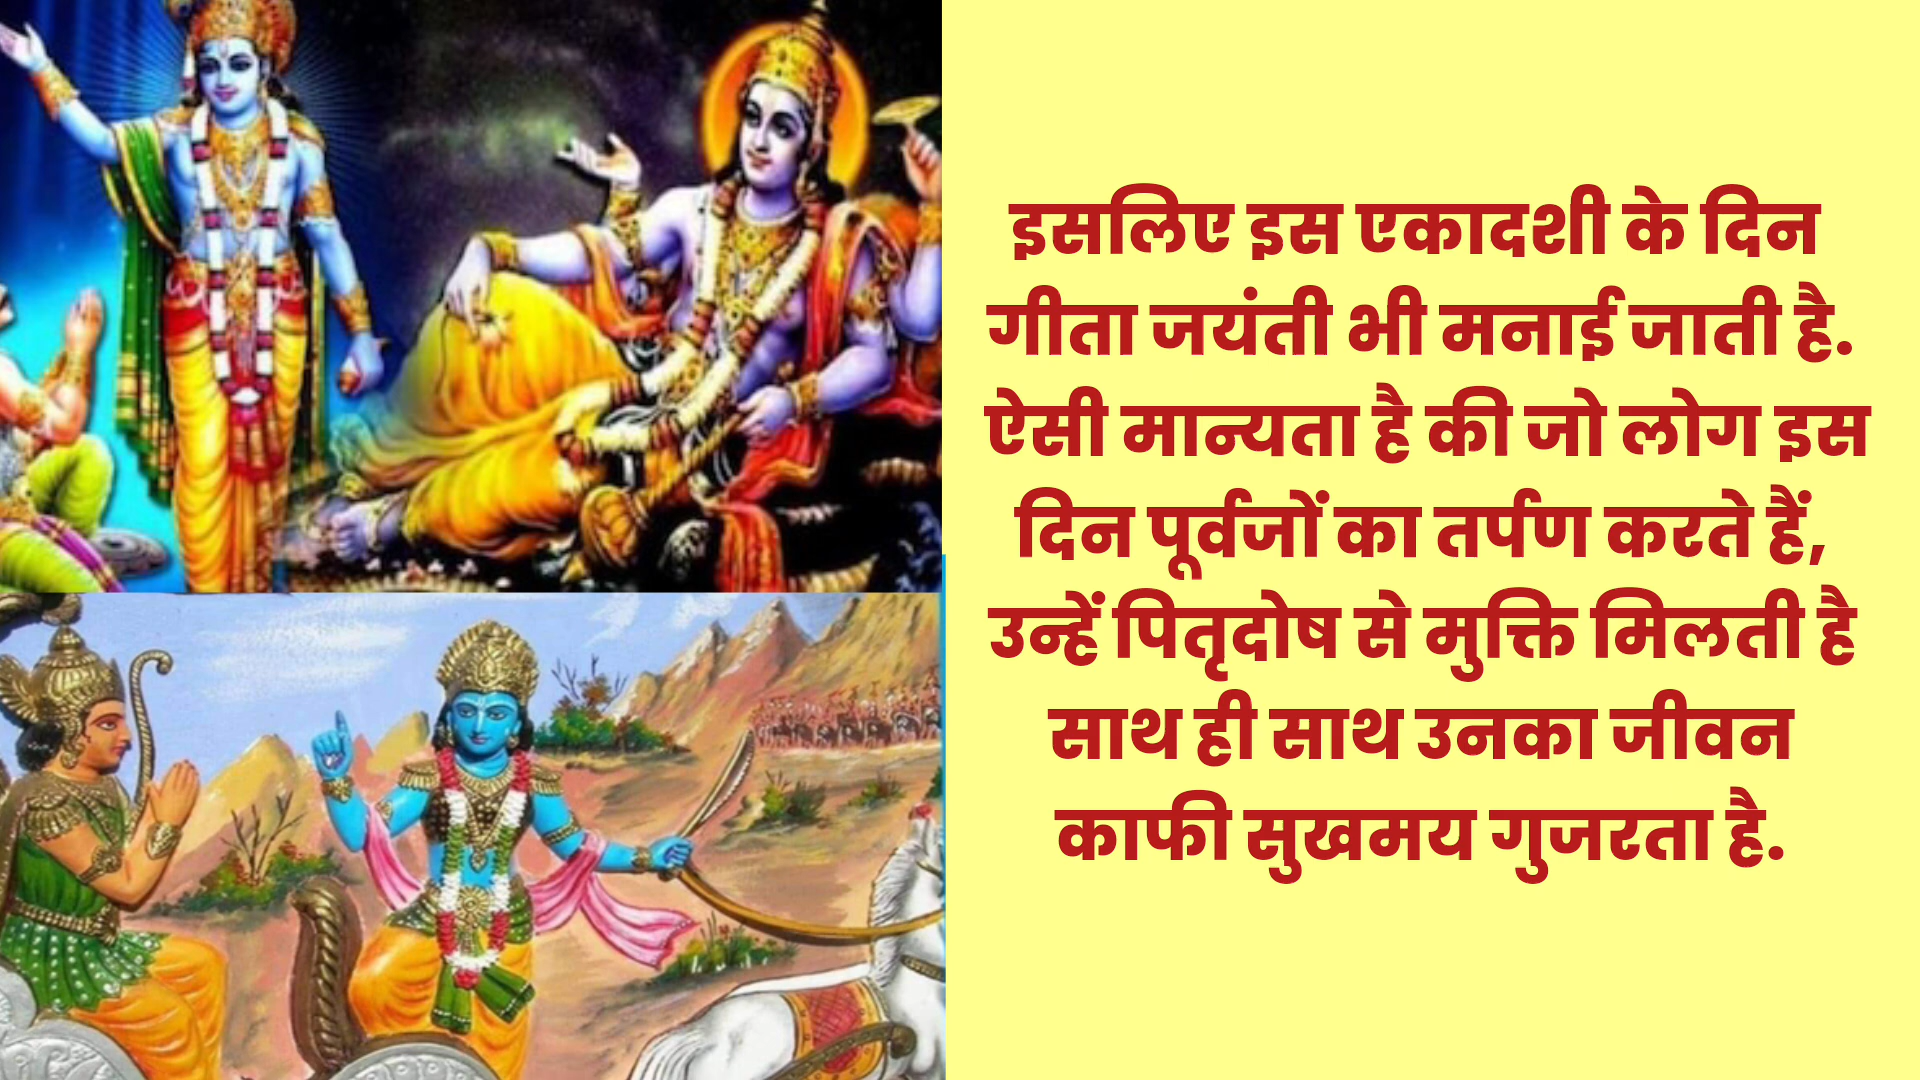 इसलिए इस एकादशी के दिन
गीता जयंती भी मनाई जाती है.
ऐसी मान्यता है की जो लोग इस
दिन पूर्वजों का तर्पण करते हैं,
उन्हें पितृदोष से मुक्ति मिलती है
साथ ही साथ उनका जीवन
काफी सुखमय गुजरता है.